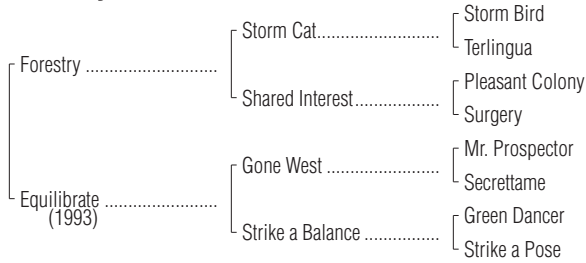 Storm Bird
Storm Cat..............................
Terlingua
Forestry ..........................
Pleasant Colony
Shared Interest.....................
Surgery
Mr. Prospector
Gone West ............................
Secrettame
Equilibrate ......................
(1993)
Green Dancer
Strike a Balance ...................
Strike a Pose